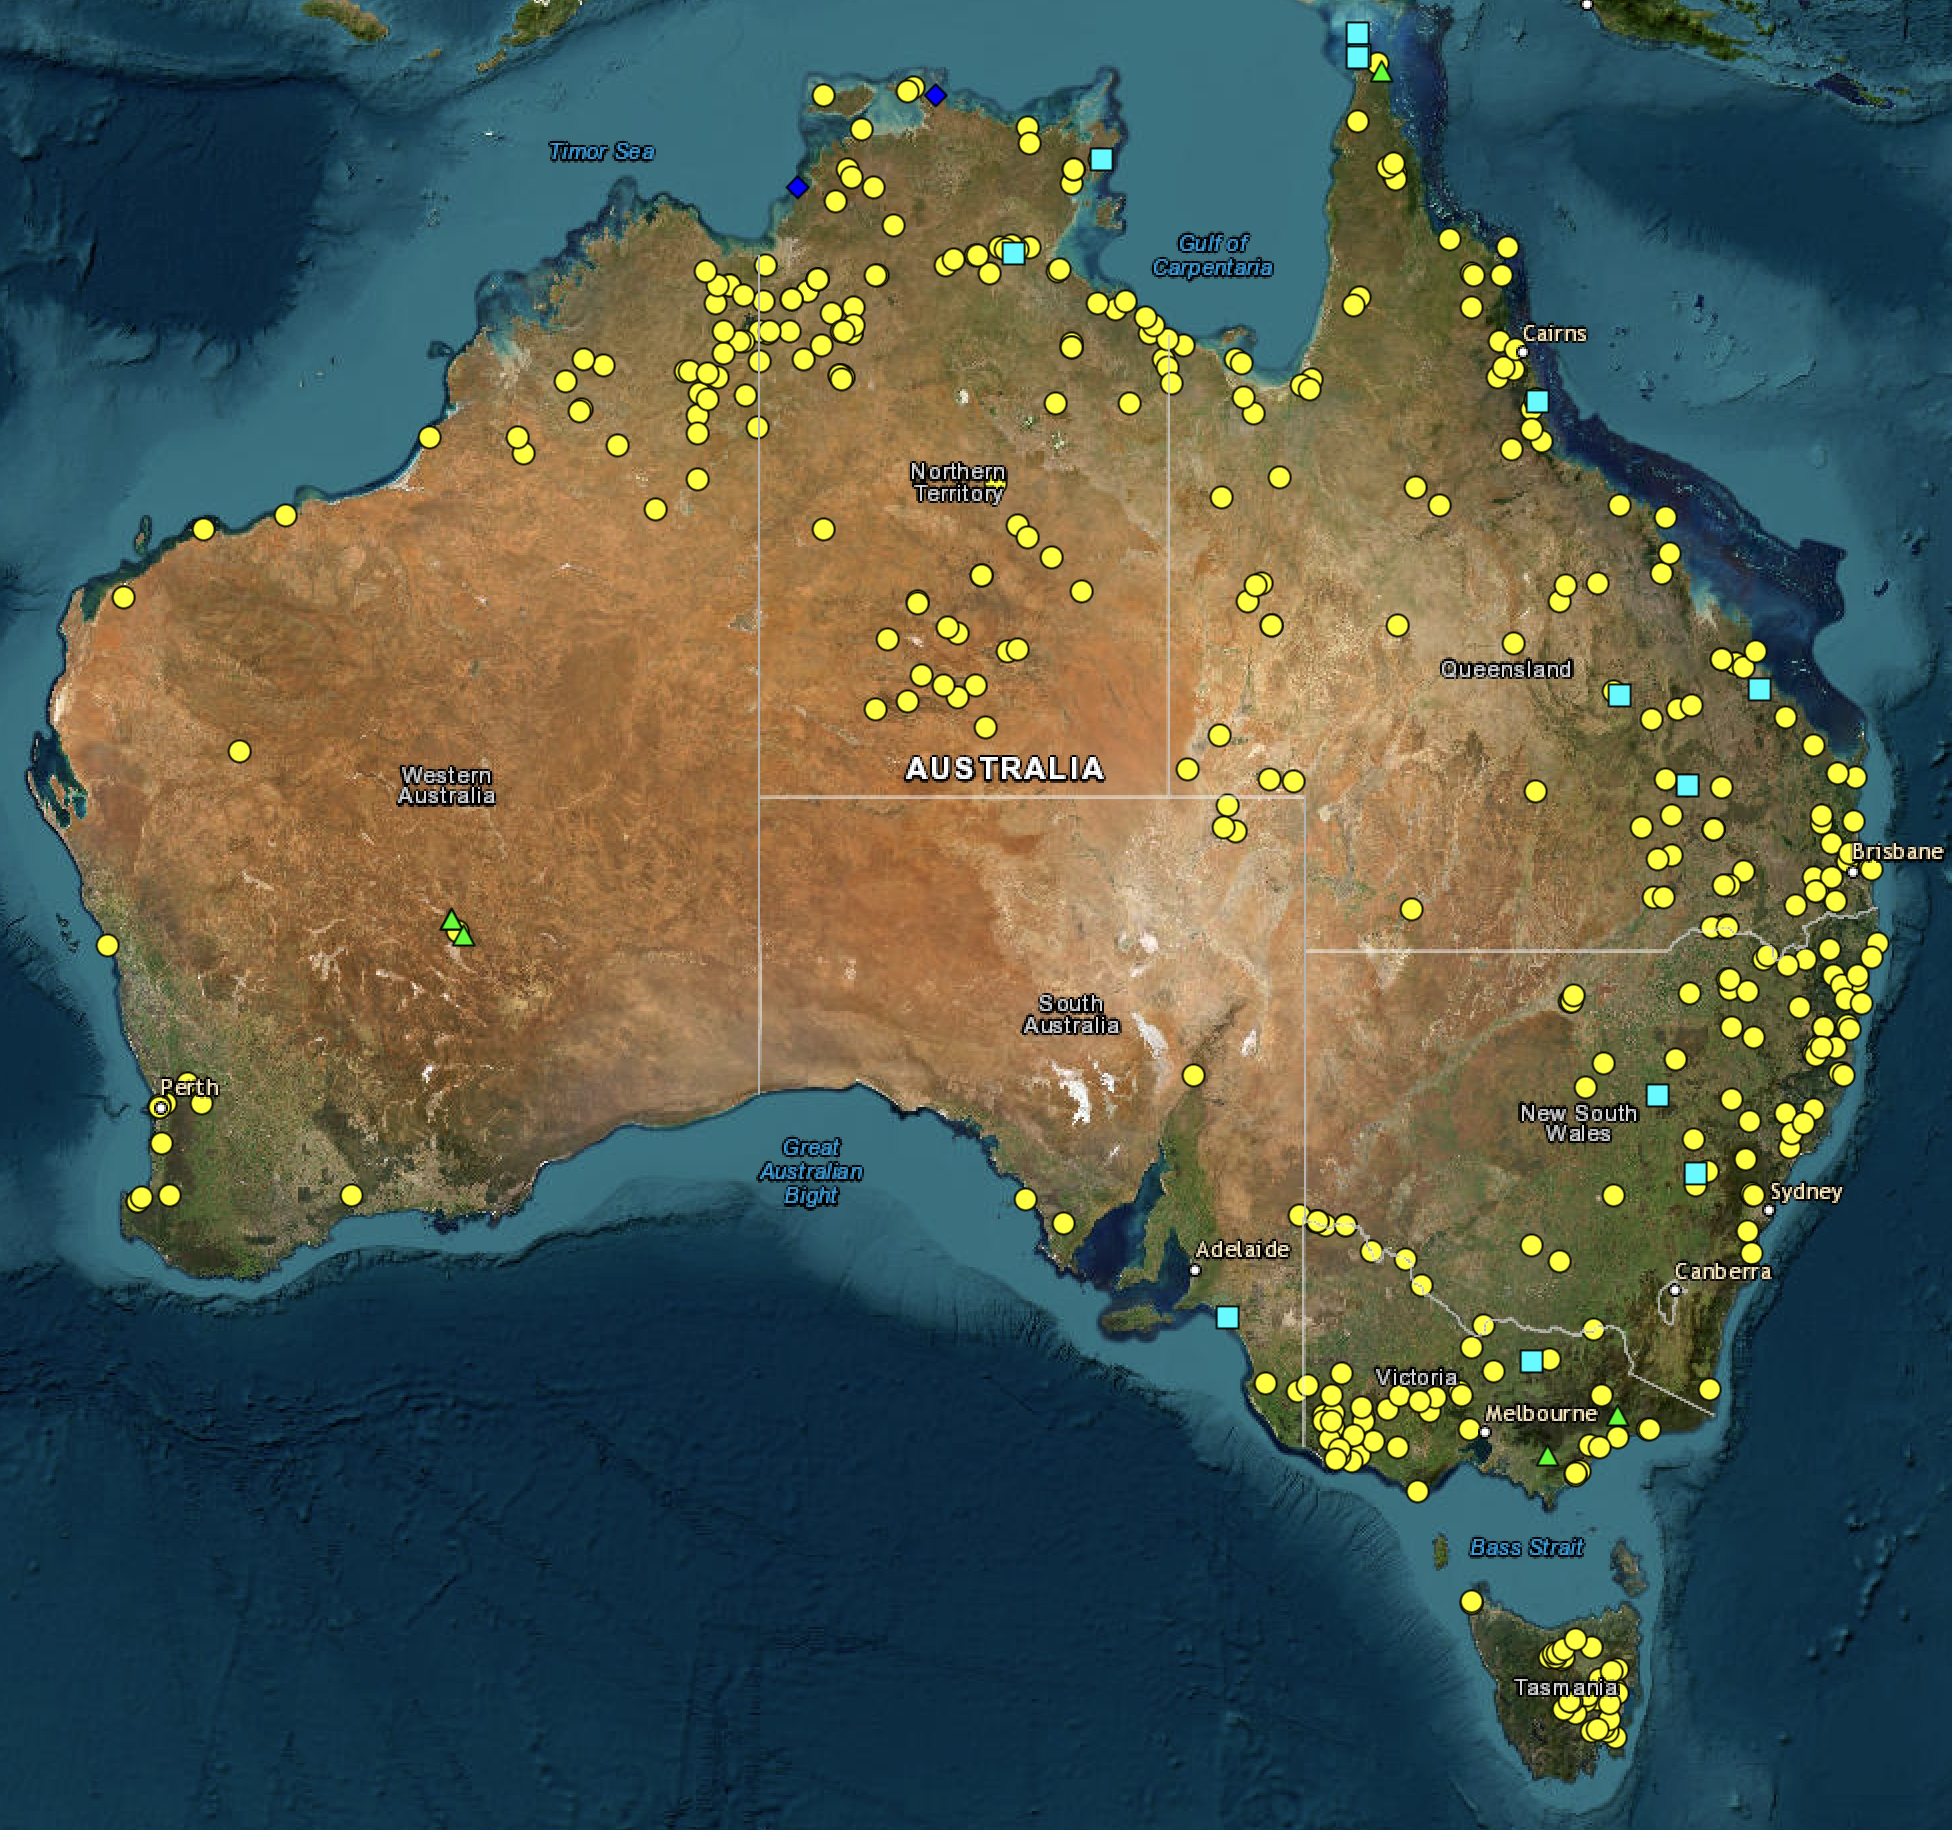 Timor Sea
Gulf of
Carpentaria
Cairns
Northern
Territory
Queensland
AUSTRALIA
Western
Australia
Brisbane
South
Australia
Perth
New South
Wales
Great
Australian
Bight
Sydney
Adelaide
Canberra
Victoria
Melbourne
Bass Strait
Tasmania